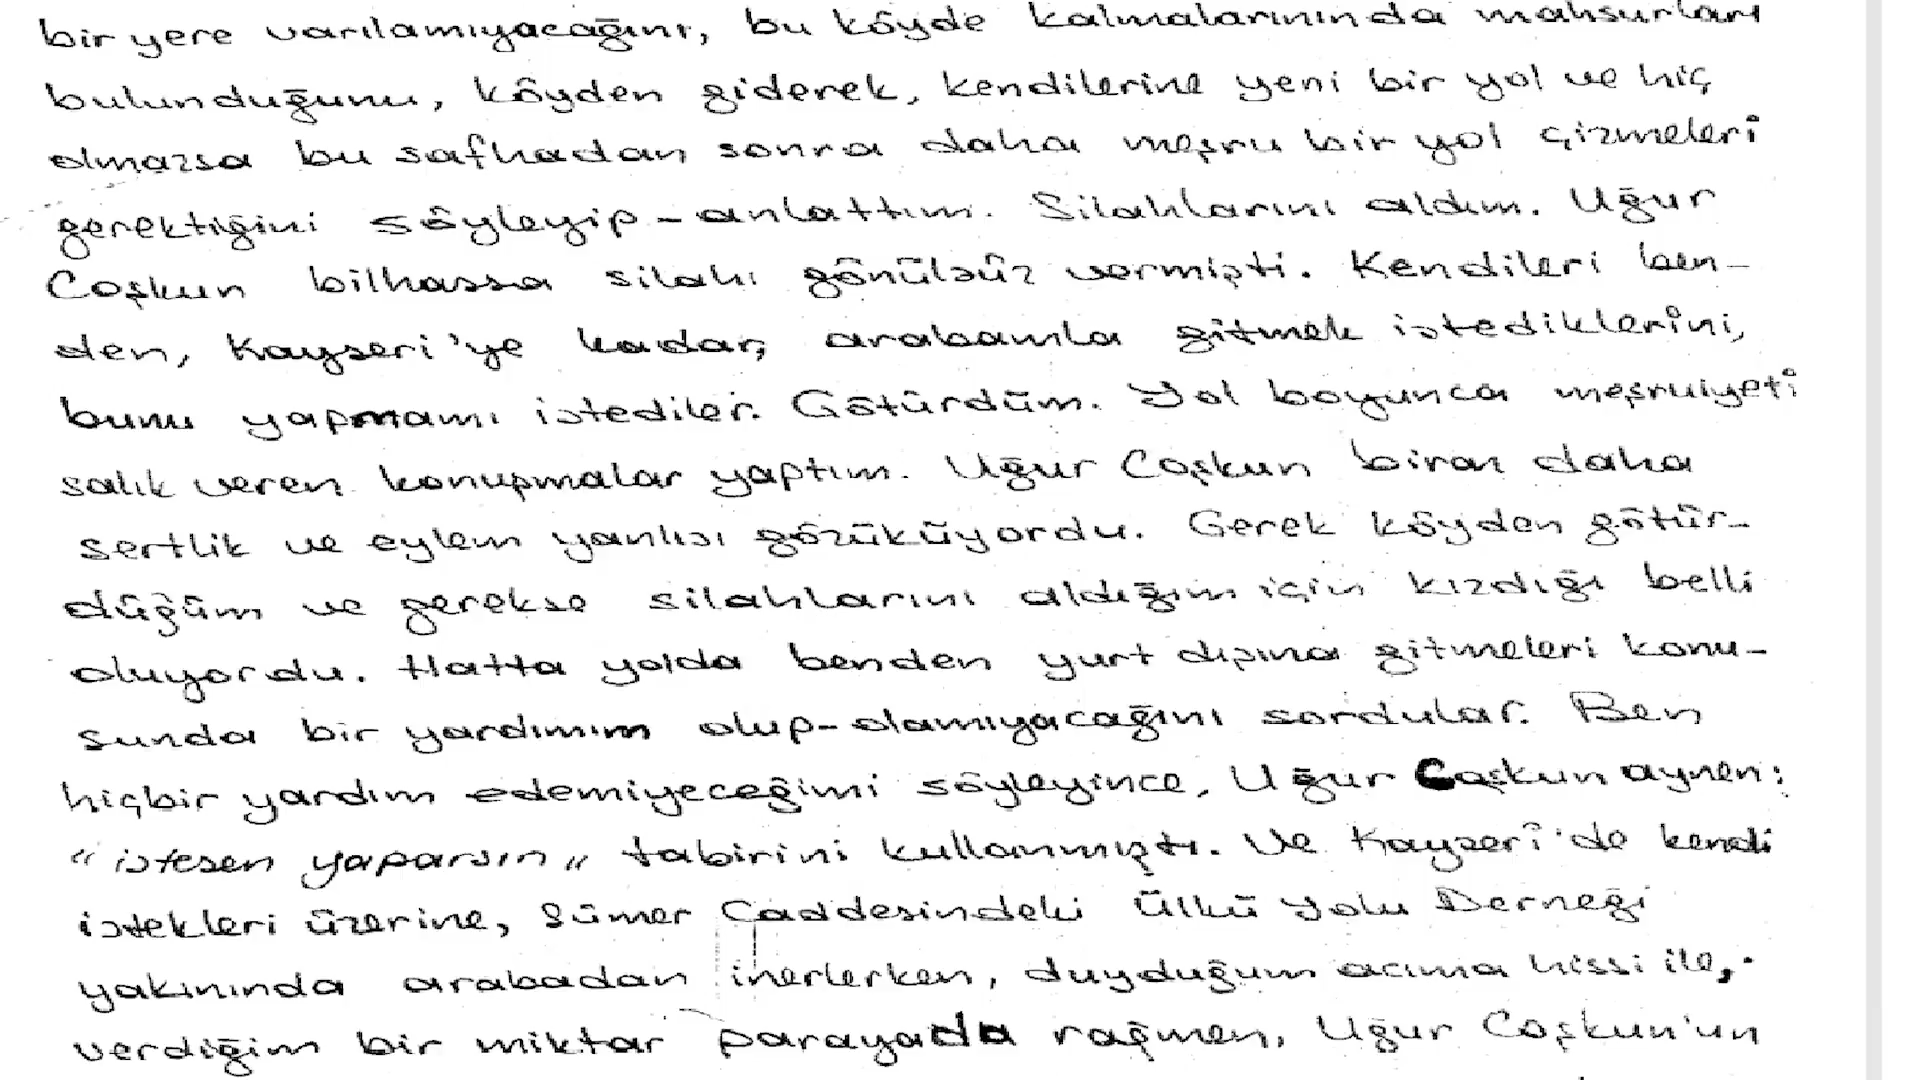 bir yere varılamıyacağını, bu köyde kalmalarınında mahsurları
bulunduğunu, köyden giderek, kendilerine yeni bir yol ve hiç
olmazsa bu safhadan sonra daha meşru bir yol çizmeleri
gerektiğini söyleyip-anlattım. Silahlarını aldım. Uğur
Coşkun bilhassa silahı gönülsüz vermişti. Kendileri ben-
den, Kayseri'ye kadar, arabamla gitmek istediklerini,
bunu yapmamı istediler. Götürdüm. Yol boyunca meşruiyeti
salık veren konuşmalar yaptım. Uğur Coşkun biraz daha
sertlik ve eylem yanlısı gözüküyordu. Gerek köyden götür-
düğüm ve gerekse silahlarını aldığım için kızdığı belli
oluyordu. Hatta yolda benden yurt dışına gitmeleri konu-
sunda bir yardımım olup-olamıyacağını sordular. Ben
hiçbir yardım edemiyeceğimi söyleyince, Uğur Coşkun aynen:
"istesen yaparsın" tabirini kullanmıştı. Ve Kayseri'de kendi
istekleri üzerine, Sümer Caddesindeki Ülkü Yolu Derneği
yakınında arabadan inerlerken, duyduğum acıma hissi ile,
verdiğim bir miktar parayada rağmen, Uğur Coşkun'un